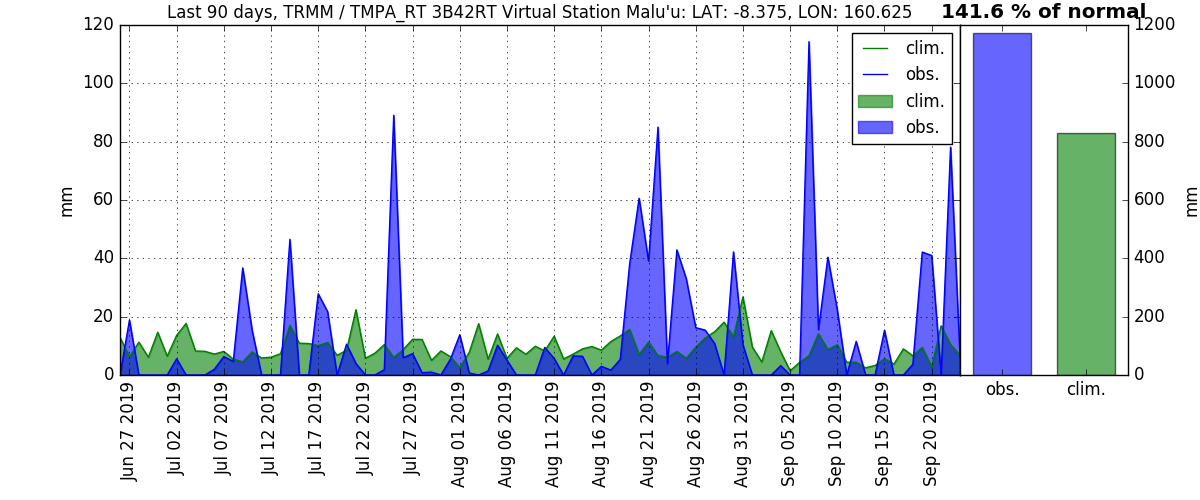 Last 90 days, TRMM / TMPA_RT 3B42RT Virtual Station Malu'u: LAT: -8.375, LON: 160.625
141.6 % of normal
120
100
80
60
40
20
0
mm
clim.
obs.
clim.
obs.
1200
1000
800
600
400
200
0
mm
Jun 27 2019
Jul 02 2019
Jul 07 2019
Jul 12 2019
Jul 17 2019
Jul 22 2019
Jul 27 2019
Aug 01 2019
Aug 06 2019
Aug 11 2019
Aug 16 2019
Aug 21 2019
Aug 26 2019
Aug 31 2019
Sep 05 2019
Sep 10 2019
Sep 15 2019
Sep 20 2019
obs.
clim.